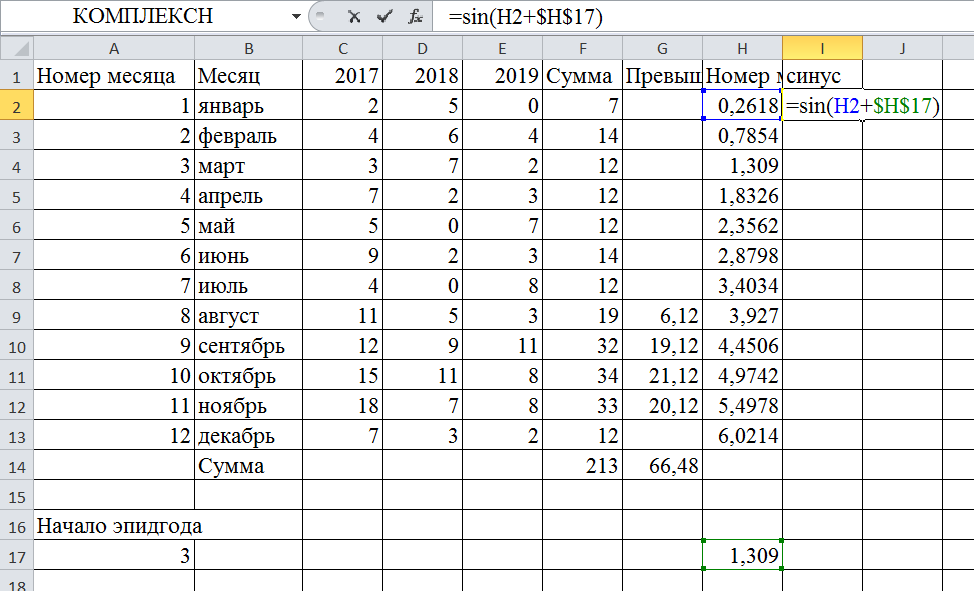 КОМПЛЕКСН =sin(H2+$H$17)
A B C D E F G H I J
1 Номер месяца Месяц 2017 2018 2019 Сумма Превыш Номер м синус
2 1 январь 2 5 0 7 0,2618 =sin(H2+$H$17)
3 2 февраль 4 6 4 14 0,7854
4 3 март 3 7 2 12 1,309
5 4 апрель 7 2 3 12 1,8326
6 5 май 5 0 7 12 2,3562
7 6 июнь 9 2 3 14 2,8798
8 7 июль 4 0 8 12 3,4034
9 8 август 11 5 3 19 6,12 3,927
10 9 сентябрь 12 9 11 32 19,12 4,4506
11 10 октябрь 15 11 8 34 21,12 4,9742
12 11 ноябрь 18 7 8 33 20,12 5,4978
13 12 декабрь 7 3 2 12 6,0214
14 Сумма 213 66,48
15
16 Начало эпидгода
17 3 1,309
18